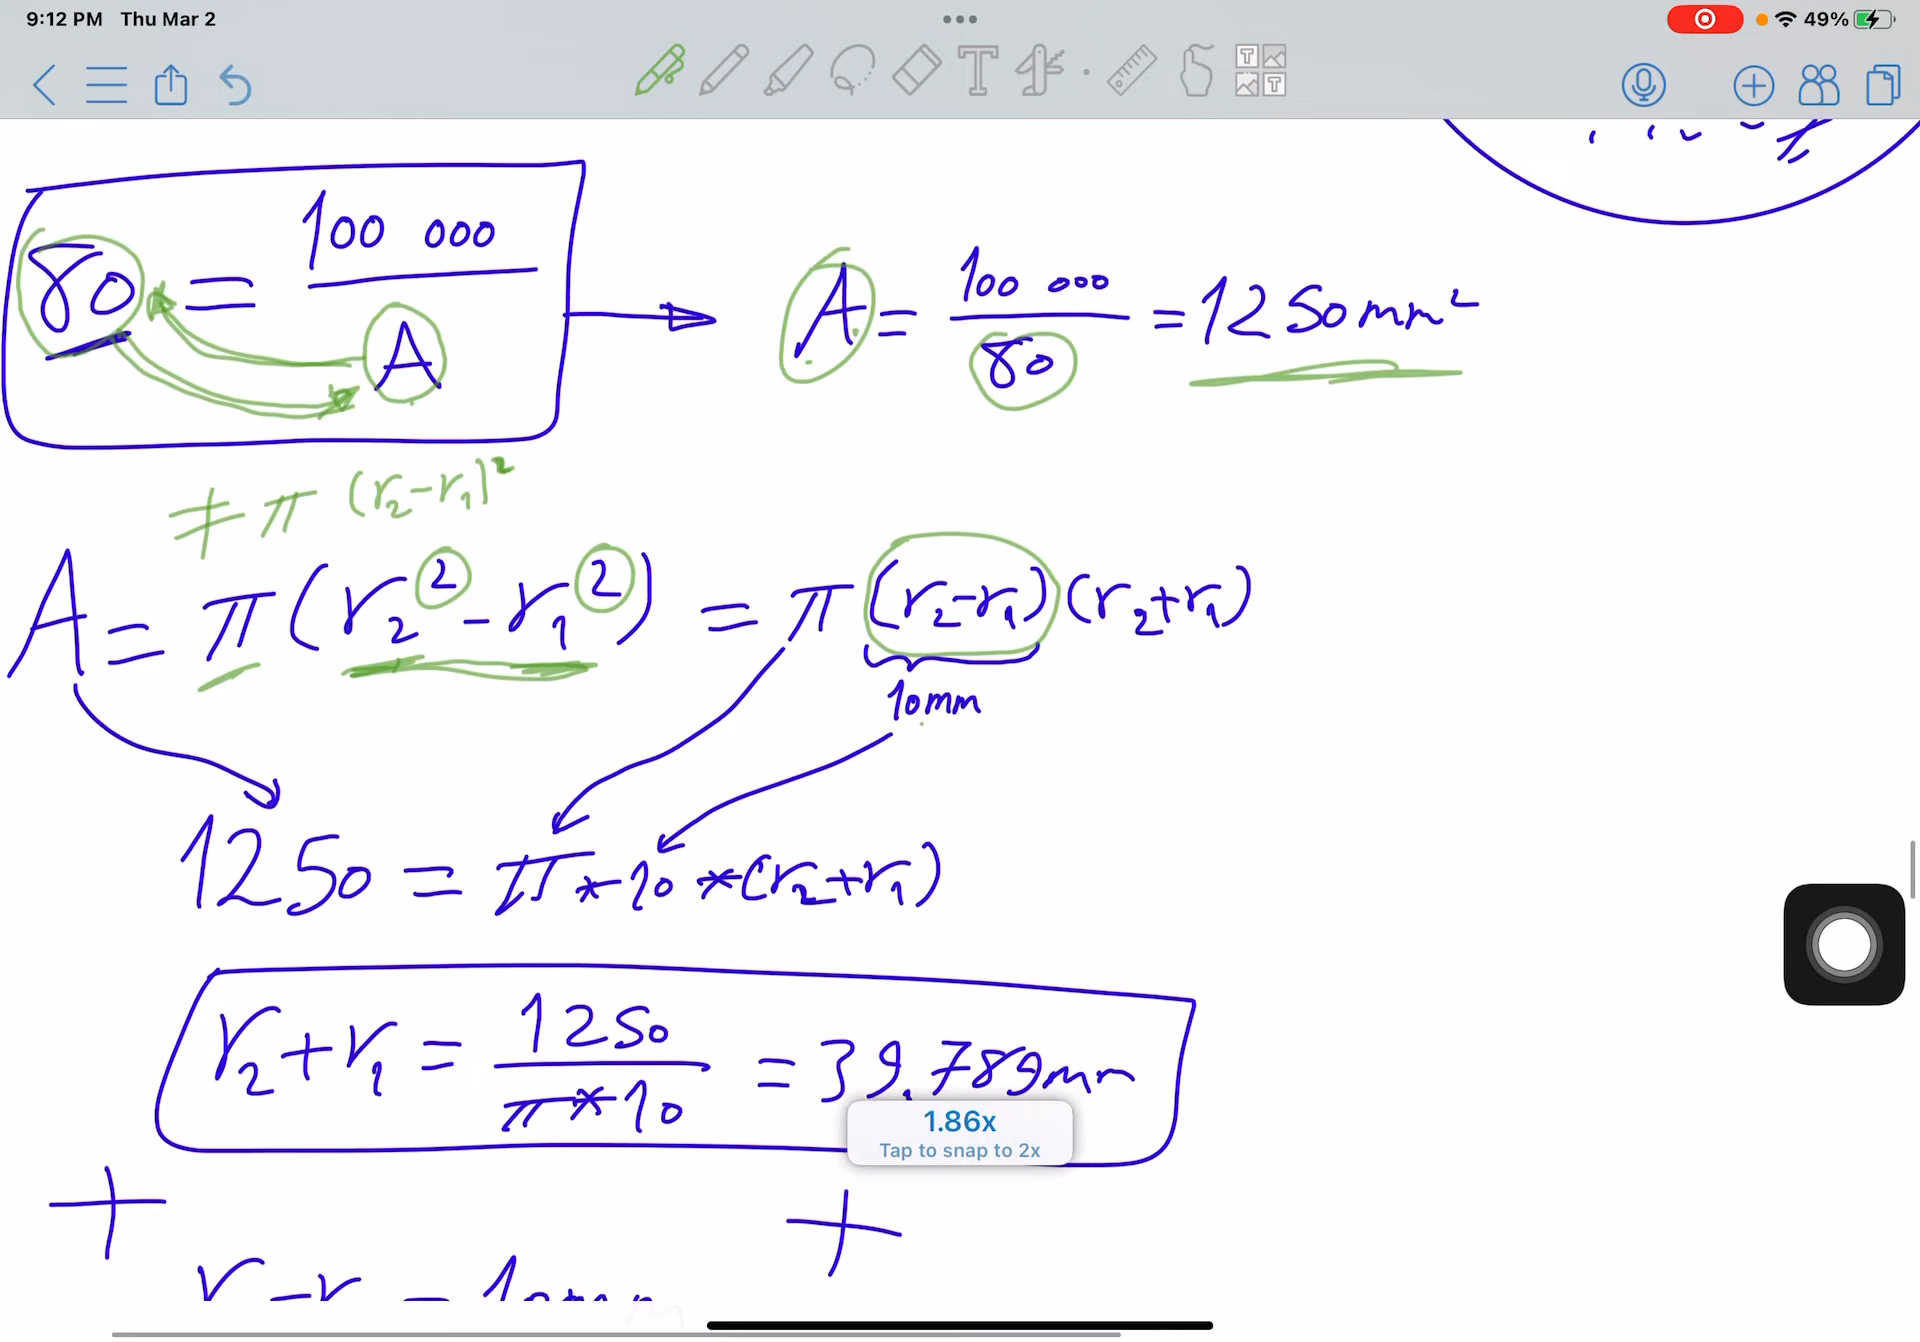 9:12 PM Thu Mar 2
49%
80 = 100 000 / A
A = 100 000 / 80 = 1250 mm²
≠ π (r₂-r₁)²
A = π (r₂² - r₁²) = π (r₂-r₁) (r₂+r₁)
10mm
1250 = π * 10 * (r₂+r₁)
r₂+r₁ = 1250 / π*10 = 39.789mm
1.86x
Tap to snap to 2x
+ +